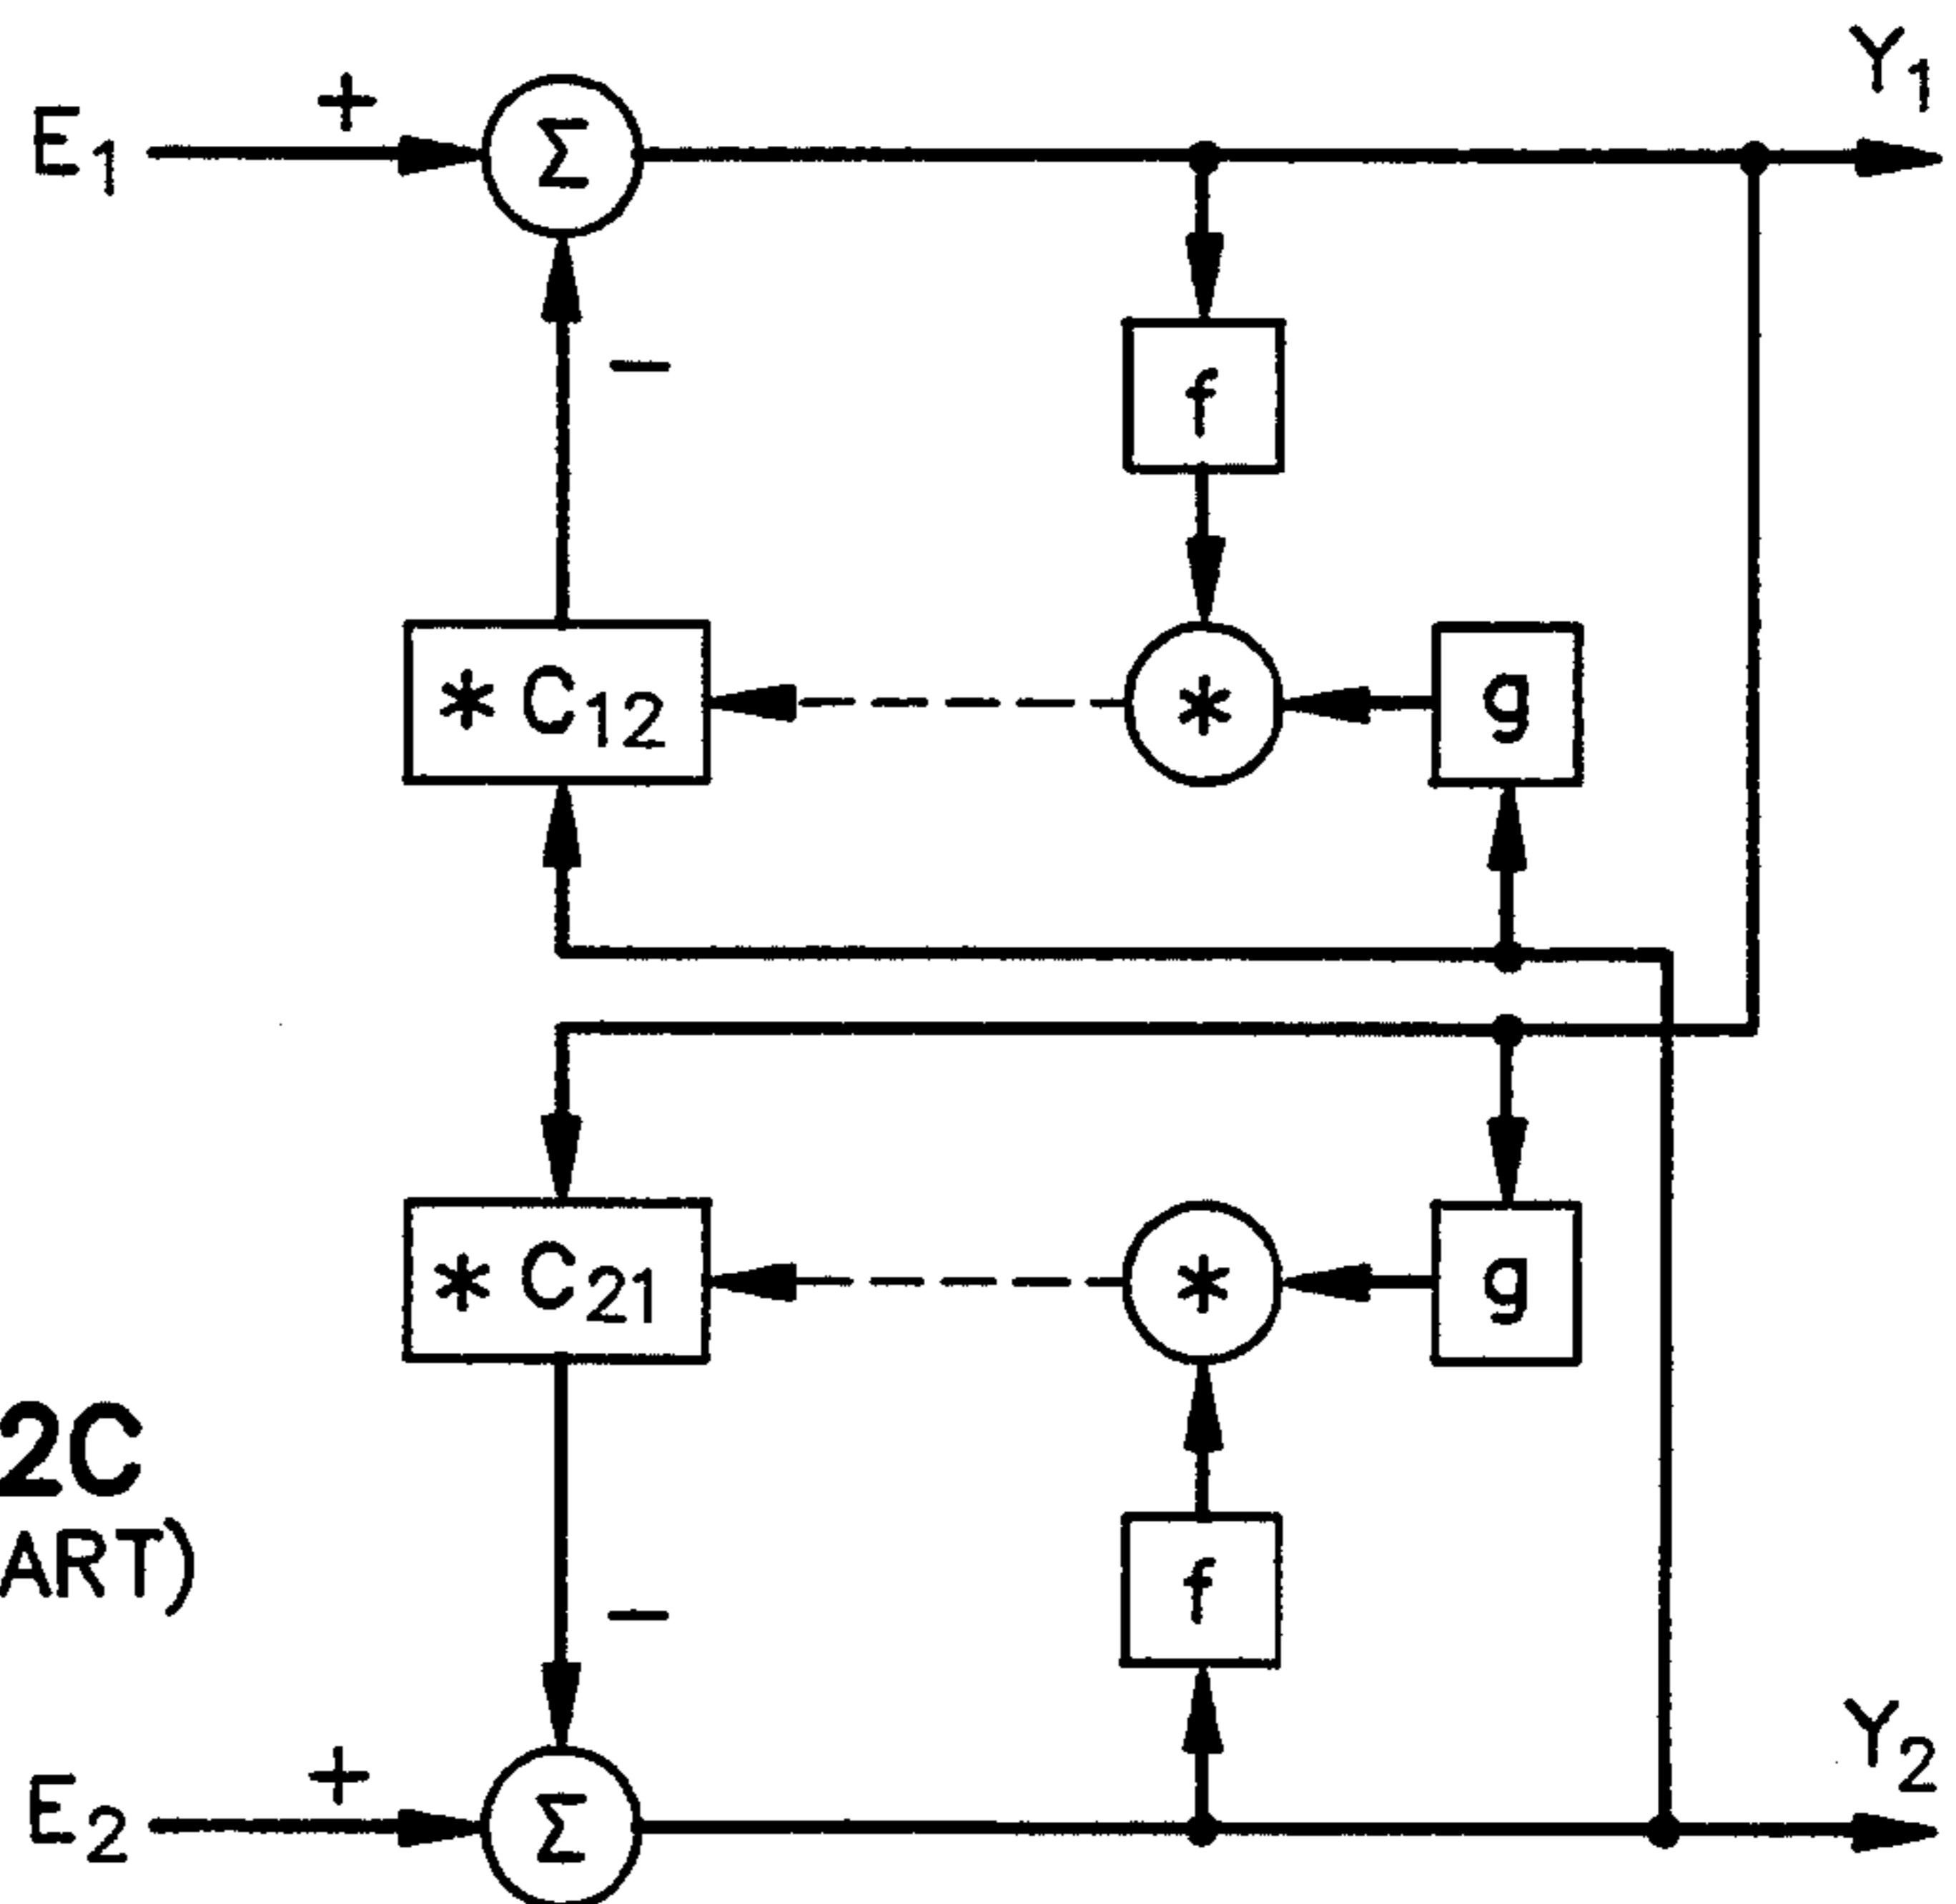 E1 + Σ Y1
−
f
* C12 * g
* C21 * g
2C
ART)
f
−
E2 + Σ Y2